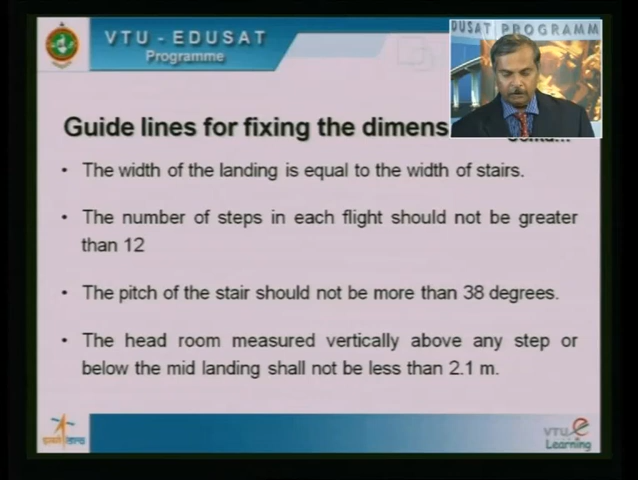 VTU - EDUSAT
Programme
DUSAT PROGRAMM
Guide lines for fixing the dimens
• The width of the landing is equal to the width of stairs.
• The number of steps in each flight should not be greater
than 12
• The pitch of the stair should not be more than 38 degrees.
• The head room measured vertically above any step or
below the mid landing shall not be less than 2.1 m.
VTU e
Learning